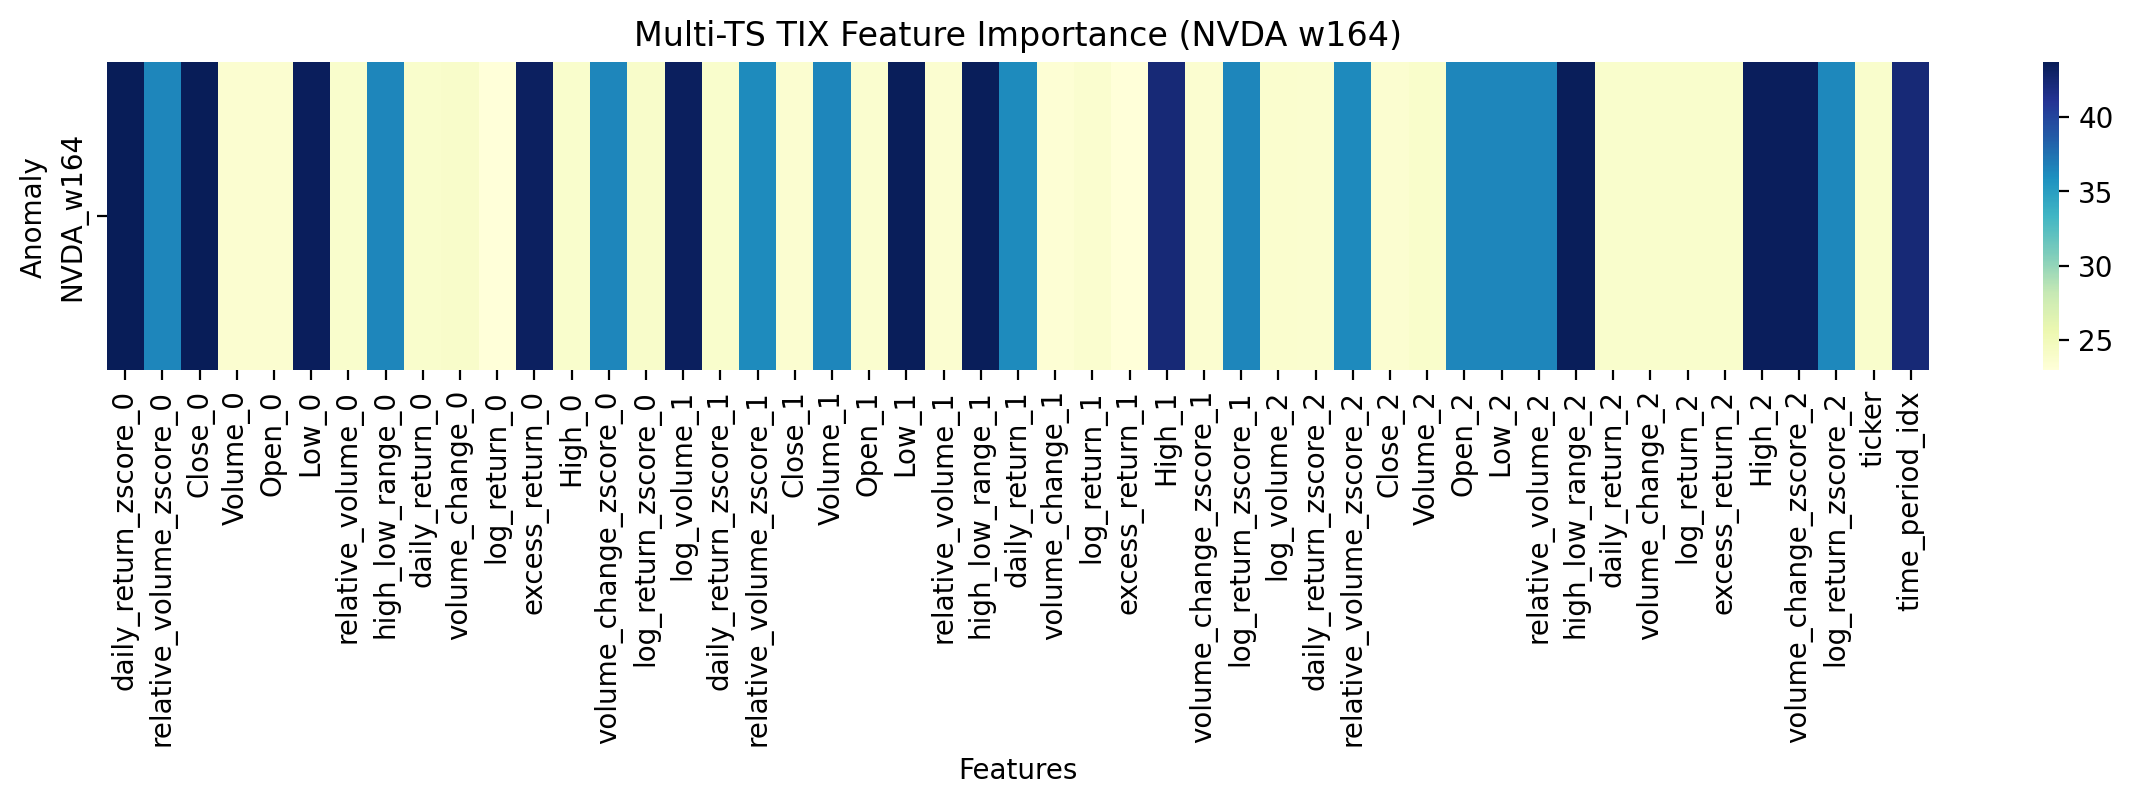 Multi-TS TIX Feature Importance (NVDA w164)
Anomaly
NVDA_w164
40
35
30
25
daily_return_zscore_0
relative_volume_zscore_0
Close_0
Volume_0
Open_0
Low_0
relative_volume_0
high_low_range_0
daily_return_0
volume_change_0
log_return_0
excess_return_0
High_0
volume_change_zscore_0
log_return_zscore_0
log_volume_1
daily_return_zscore_1
relative_volume_zscore_1
Close_1
Volume_1
Open_1
Low_1
relative_volume_1
high_low_range_1
daily_return_1
volume_change_1
log_return_1
excess_return_1
High_1
volume_change_zscore_1
log_return_zscore_1
log_volume_2
daily_return_zscore_2
relative_volume_zscore_2
Close_2
Volume_2
Open_2
Low_2
relative_volume_2
high_low_range_2
daily_return_2
volume_change_2
log_return_2
excess_return_2
High_2
volume_change_zscore_2
log_return_zscore_2
ticker
time_period_idx
Features